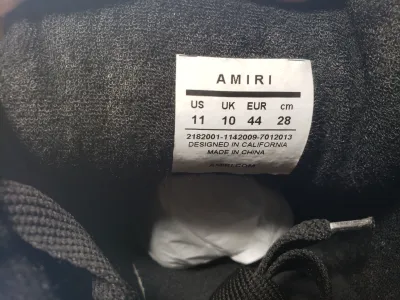 AMIRI
US UK EUR cm
11 10 44 28
2182001-1142009-7012013
DESIGNED IN CALIFORNIA
MADE IN CHINA